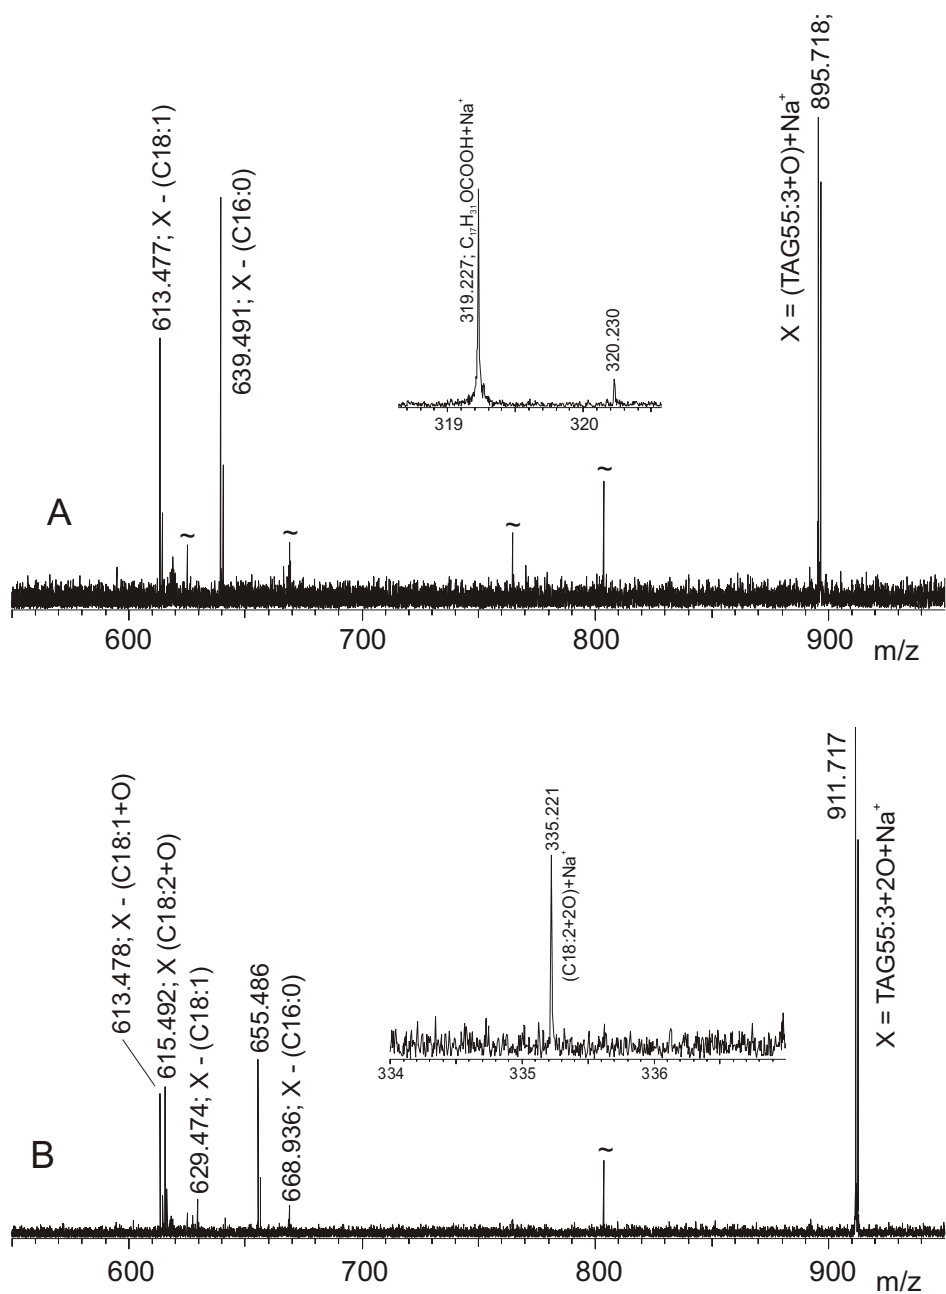 895.718;
X = (TAG55:3+O)+Na⁺
613.477; X - (C18:1)
639.491; X - (C16:0)
319.227; C₁₇H₃₁OCOOH+Na⁺
320.230
319 320
~ ~ ~ ~
A
600 700 800 900 m/z
911.717
X = TAG55:3+2O+Na⁺
613.478; X - (C18:1+O)
615.492; X (C18:2+O)
629.474; X - (C18:1)
655.486
668.936; X - (C16:0)
335.221
(C18:2+2O)+Na⁺
334 335 336
~
B
600 700 800 900 m/z